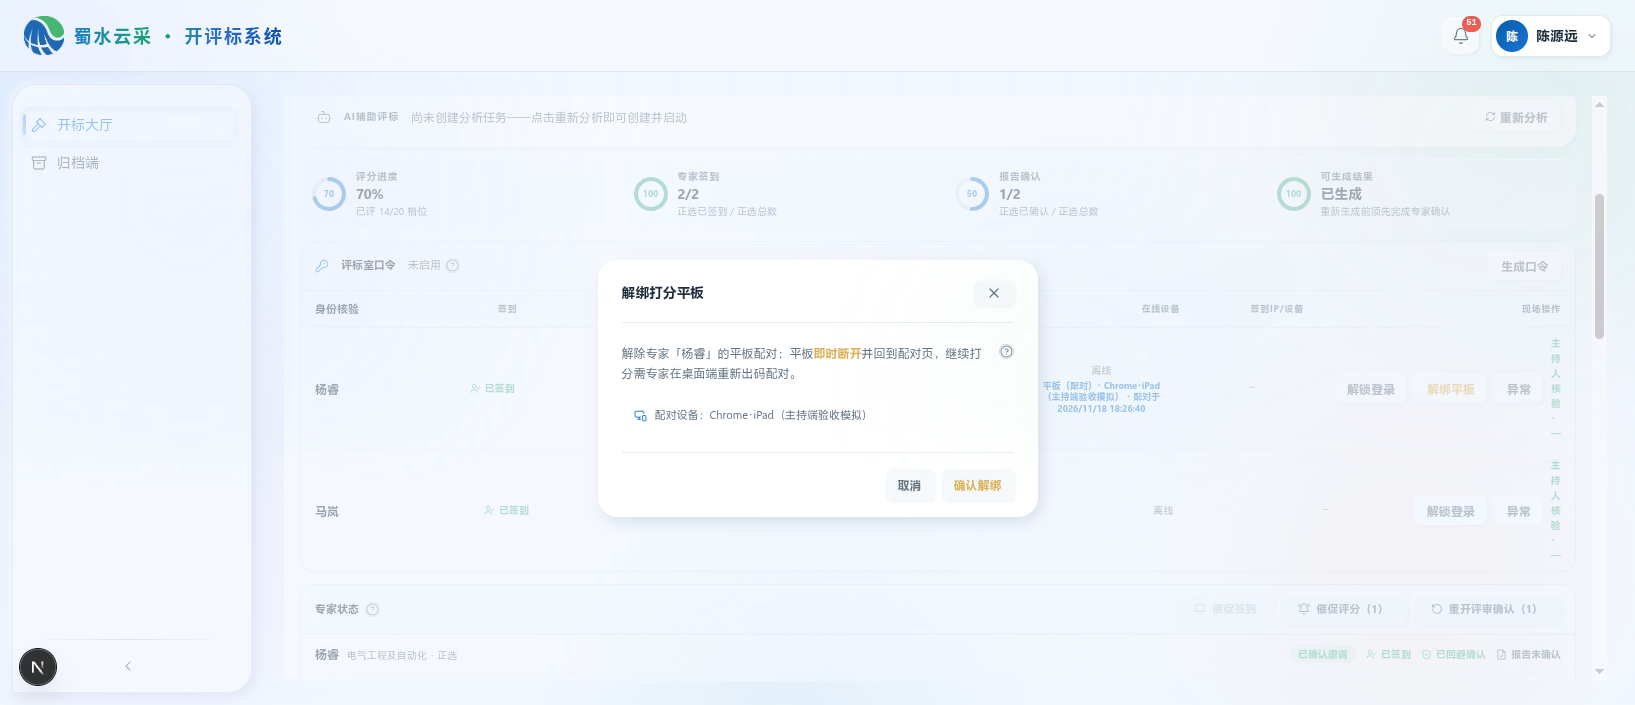 蜀水云采 · 开评标系统
51
陈 陈源远
开标大厅
归档端
N
AI辅助评标 尚未创建分析任务——点击重新分析即可创建并启动
重新分析
70
评分进度
70%
已评 14/20 格位
100
专家签到
2/2
正选已签到 / 正选总数
50
报告确认
1/2
正选已确认 / 正选总数
100
可生成结果
已生成
重新生成前须先完成专家确认
评标室口令 未启用
生成口令
身份核验 签到 在线设备 签到IP/设备 现场操作
杨睿 已签到
离线
平板（配对）· Chrome·iPad
（主持端验收模拟）· 配对于
2026/11/18 18:26:40
–
解锁登录 解绑平板 异常
主持人核验·—
马岚 已签到 离线 – 解锁登录 异常
主持人核验·—
解绑打分平板
解除专家「杨睿」的平板配对：平板即时断开并回到配对页，继续打
分需专家在桌面端重新出码配对。
配对设备：Chrome·iPad（主持端验收模拟）
取消 确认解绑
专家状态
催促签到 催促评分（1） 重开评审确认（1）
杨睿 电气工程及自动化 · 正选
已确认邀请 已签到 已回避确认 报告未确认